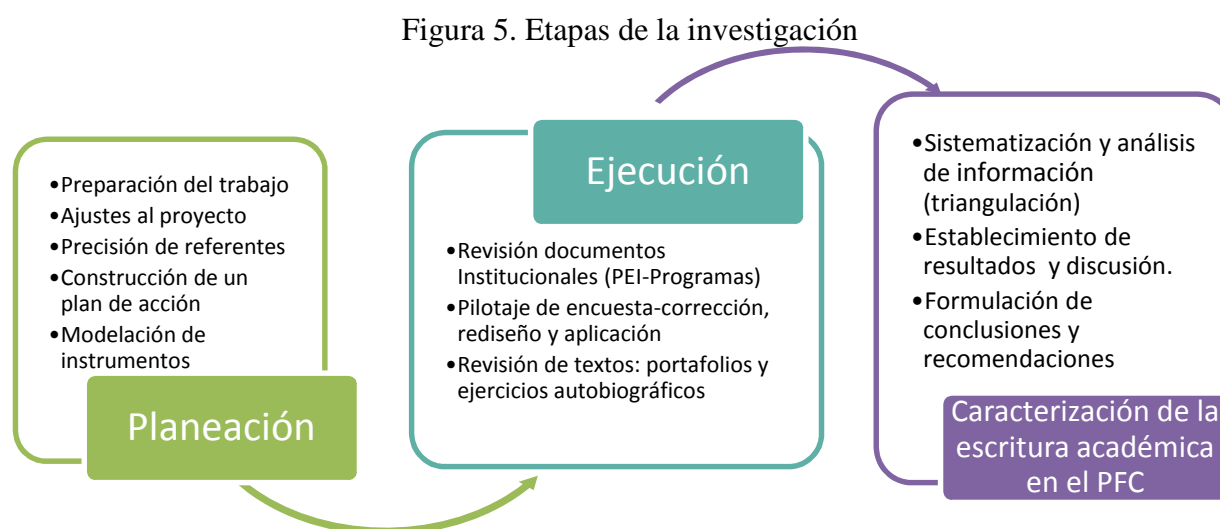 Figura 5. Etapas de la investigación
•Preparación del trabajo
•Ajustes al proyecto
•Precisión de referentes
•Construcción de un
plan de acción
•Modelación de
instrumentos
Planeación
Ejecución
•Revisión documentos
Institucionales (PEI-Programas)
•Pilotaje de encuesta-corrección,
rediseño y aplicación
•Revisión de textos: portafolios y
ejercicios autobiográficos
•Sistematización y análisis
de información
(triangulación)
•Establecimiento de
resultados y discusión.
•Formulación de
conclusiones y
recomendaciones
Caracterización de la
escritura académica
en el PFC